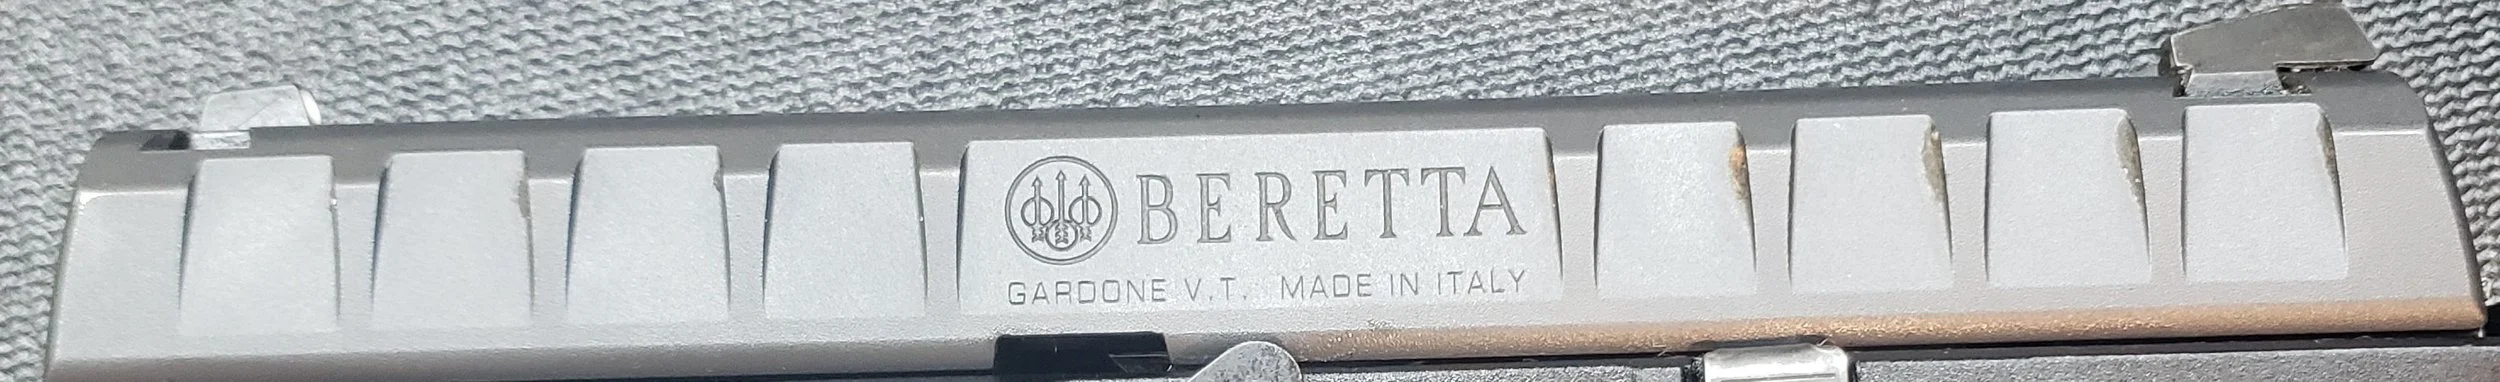 BERETTA
GARDONE V.T. MADE IN ITALY